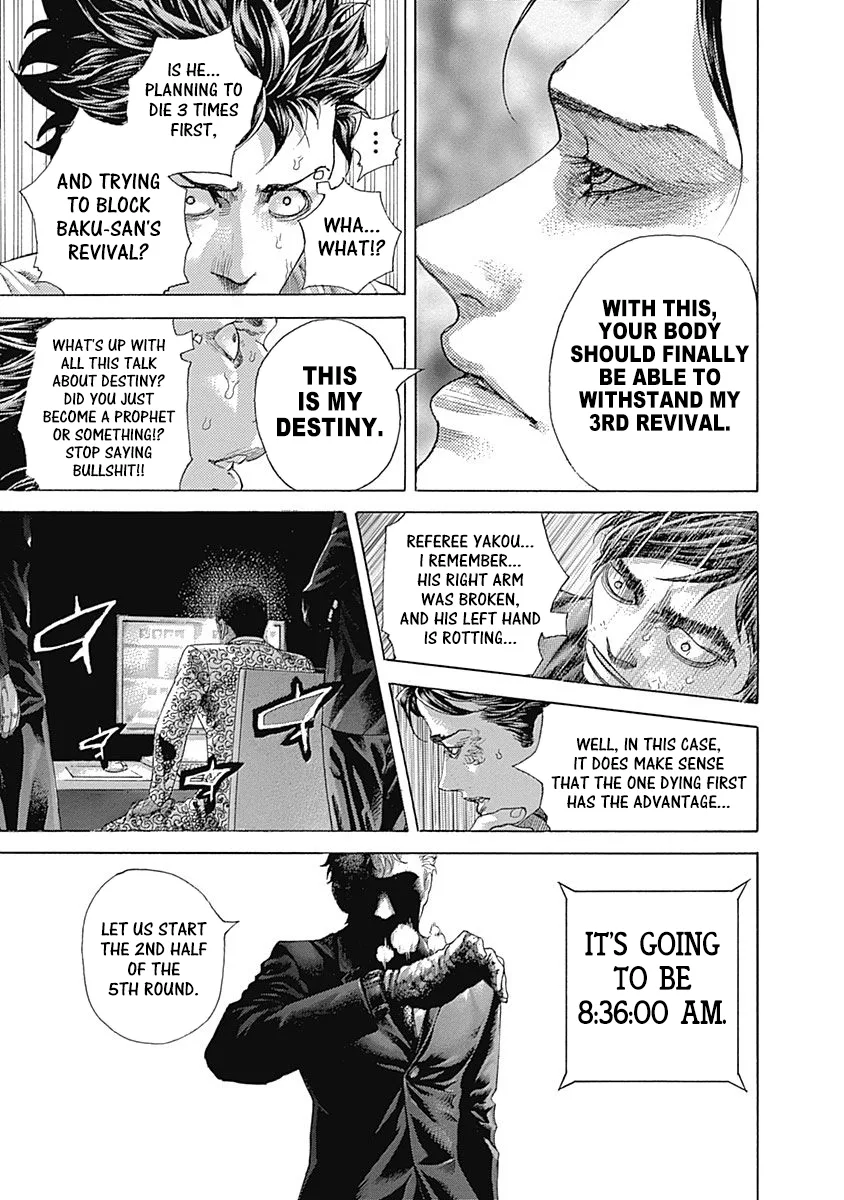 WITH THIS,
YOUR BODY
SHOULD FINALLY
BE ABLE TO
WITHSTAND MY
3RD REVIVAL.
...
WHA...
WHAT!?
IS HE...
PLANNING TO
DIE 3 TIMES
FIRST,
AND TRYING
TO BLOCK
BAKU-SAN'S
REVIVAL?
THIS
IS MY
DESTINY.
WHAT'S UP WITH
ALL THIS TALK
ABOUT DESTINY?
DID YOU JUST
BECOME A PROPHET
OR SOMETHING!?
STOP SAYING
BULLSHIT!!
REFEREE YAKOU...
I REMEMBER...
HIS RIGHT ARM
WAS BROKEN,
AND HIS LEFT HAND
IS ROTTING...
WELL, IN THIS CASE,
IT DOES MAKE SENSE
THAT THE ONE DYING FIRST
HAS THE ADVANTAGE...
ザ
ザ
ザ
ザ
IT'S GOING
TO BE
8:36:00 AM.
LET US START
THE 2ND HALF
OF THE
5TH ROUND.